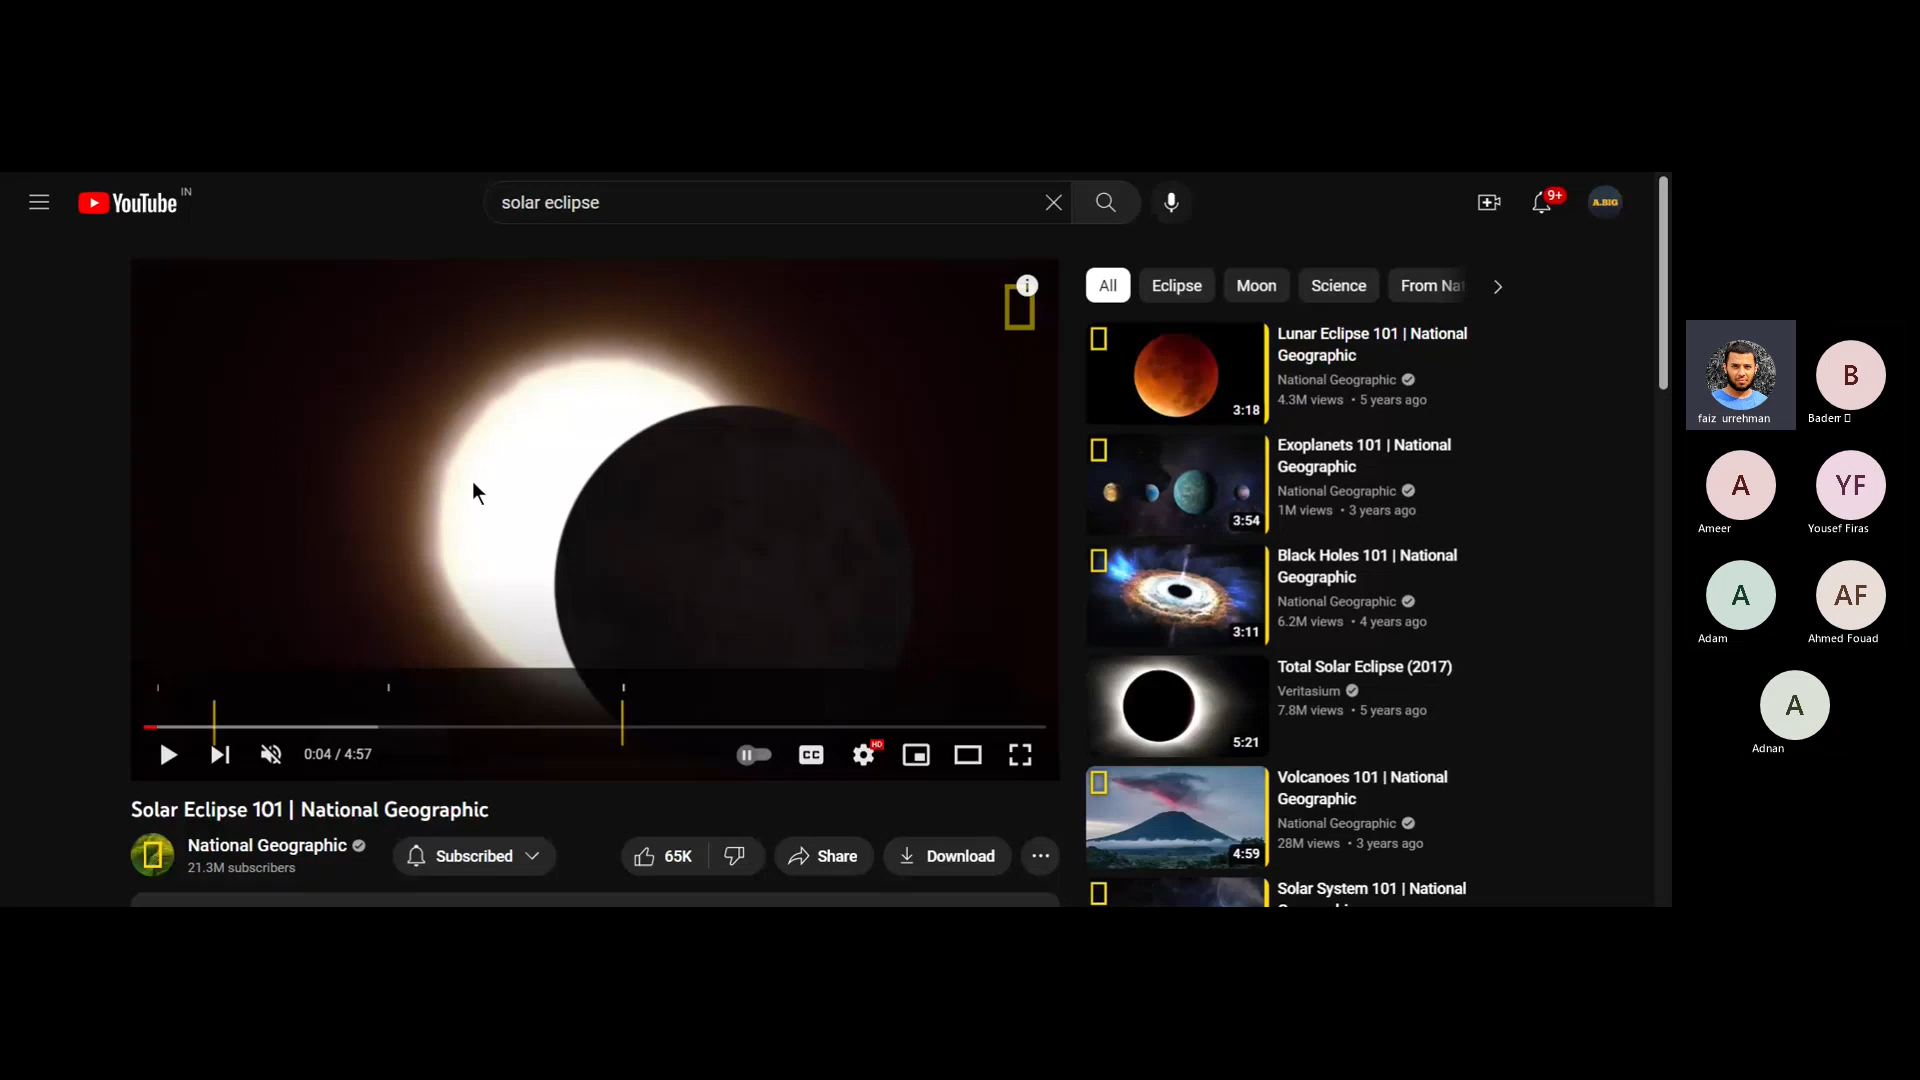 YouTube IN
solar eclipse
9+
A.BIG
i
0:04 / 4:57
CC
HD
Solar Eclipse 101 | National Geographic
National Geographic
21.3M subscribers
Subscribed
65K
Share
Download
All
Eclipse
Moon
Science
From Nat
3:18
Lunar Eclipse 101 | National
Geographic
National Geographic
4.3M views • 5 years ago
3:54
Exoplanets 101 | National
Geographic
National Geographic
1M views • 3 years ago
3:11
Black Holes 101 | National
Geographic
National Geographic
6.2M views • 4 years ago
5:21
Total Solar Eclipse (2017)
Veritasium
7.8M views • 5 years ago
4:59
Volcanoes 101 | National
Geographic
National Geographic
28M views • 3 years ago
Solar System 101 | National
faiz urrehman
B
Baderr
A
Ameer
YF
Yousef Firas
A
Adam
AF
Ahmed Fouad
A
Adnan